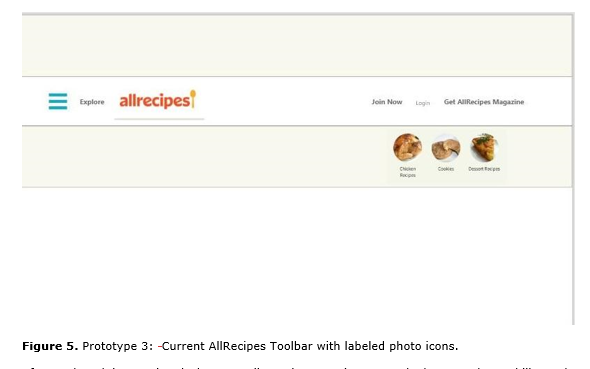 Explore
allrecipes
Join Now
Login
Get AllRecipes Magazine
Chicken Recipes
Cookies
Dessert Recipes
Figure 5. Prototype 3: -Current AllRecipes Toolbar with labeled photo icons.